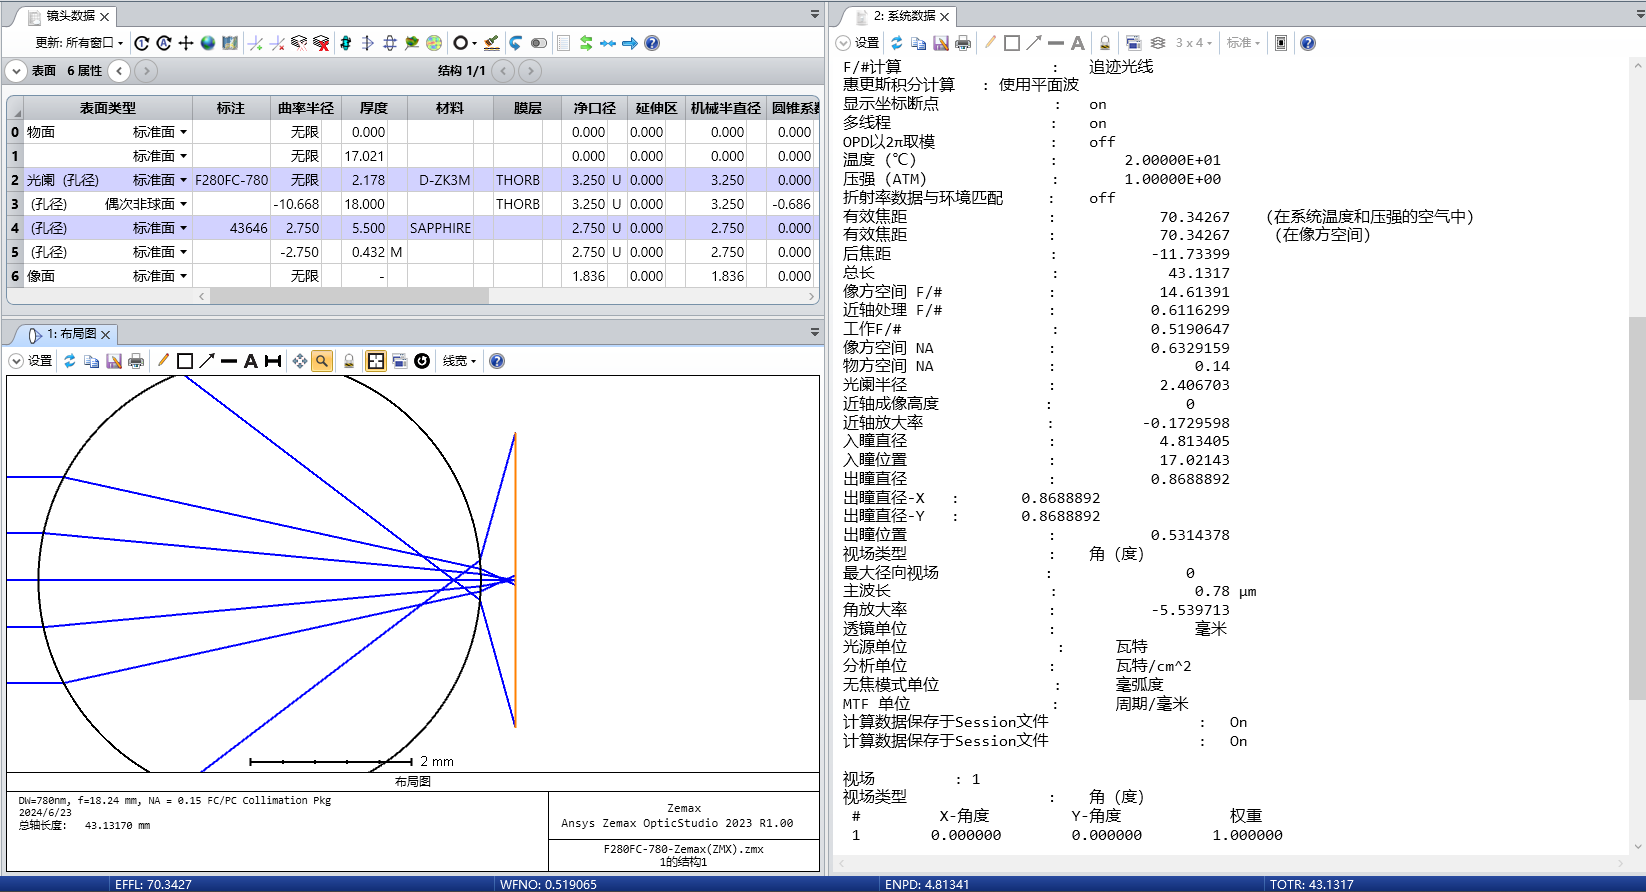 镜头数据
更新: 所有窗口
表面 6 属性
结构 1/1
表面类型 标注 曲率半径 厚度 材料 膜层 净口径 延伸区 机械半直径 圆锥系数
0 物面 标准面 无限 0.000 0.000 0.000 0.000 0.000
1 标准面 无限 17.021 0.000 0.000 0.000 0.000
2 光阑 (孔径) 标准面 F280FC-780 无限 2.178 D-ZK3M THORB 3.250 U 0.000 3.250 0.000
3 (孔径) 偶次非球面 -10.668 18.000 THORB 3.250 U 0.000 3.250 -0.686
4 (孔径) 标准面 43646 2.750 5.500 SAPPHIRE 2.750 U 0.000 2.750 0.000
5 (孔径) 标准面 -2.750 0.432 M 2.750 U 0.000 2.750 0.000
6 像面 标准面 无限 - 1.836 0.000 1.836 0.000
1: 布局图
设置 线宽
2 mm
布局图
DW=780nm, f=18.24 mm, NA = 0.15 FC/PC Collimation Pkg
2024/6/23
总轴长度: 43.13170 mm
Zemax
Ansys Zemax OpticStudio 2023 R1.00
F280FC-780-Zemax(ZMX).zmx
1的结构1
2: 系统数据
设置 3 x 4 标准
F/#计算 : 追迹光线
惠更斯积分计算 : 使用平面波
显示坐标断点 : on
多线程 : on
OPD以2π取模 : off
温度 (℃) : 2.00000E+01
压强 (ATM) : 1.00000E+00
折射率数据与环境匹配 : off
有效焦距 : 70.34267 (在系统温度和压强的空气中)
有效焦距 : 70.34267 (在像方空间)
后焦距 : -11.73399
总长 : 43.1317
像方空间 F/# : 14.61391
近轴处理 F/# : 0.6116299
工作F/# : 0.5190647
像方空间 NA : 0.6329159
物方空间 NA : 0.14
光阑半径 : 2.406703
近轴成像高度 : 0
近轴放大率 : -0.1729598
入瞳直径 : 4.813405
入瞳位置 : 17.02143
出瞳直径 : 0.8688892
出瞳直径-X : 0.8688892
出瞳直径-Y : 0.8688892
出瞳位置 : 0.5314378
视场类型 : 角 (度)
最大径向视场 : 0
主波长 : 0.78 µm
角放大率 : -5.539713
透镜单位 : 毫米
光源单位 : 瓦特
分析单位 : 瓦特/cm^2
无焦模式单位 : 毫弧度
MTF 单位 : 周期/毫米
计算数据保存于Session文件 : On
计算数据保存于Session文件 : On
视场 : 1
视场类型 : 角 (度)
# X-角度 Y-角度 权重
1 0.000000 0.000000 1.000000
EFFL: 70.3427 WFNO: 0.519065 ENPD: 4.81341 TOTR: 43.1317